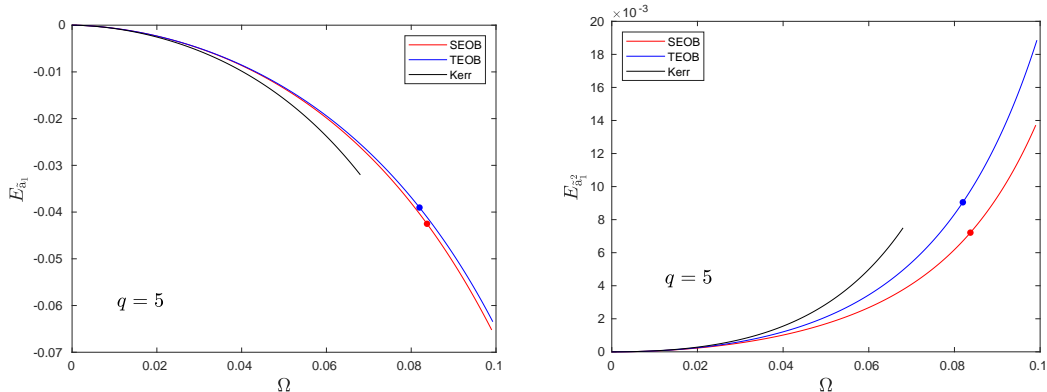 0
-0.01
-0.02
-0.03
-0.04
-0.05
-0.06
-0.07
0 0.02 0.04 0.06 0.08 0.1
Ω
E_{ã_1}
SEOB
TEOB
Kerr
q = 5
×10^{-3}
20
18
16
14
12
10
8
6
4
2
0
0 0.02 0.04 0.06 0.08 0.1
Ω
E_{ã_1^2}
SEOB
TEOB
Kerr
q = 5